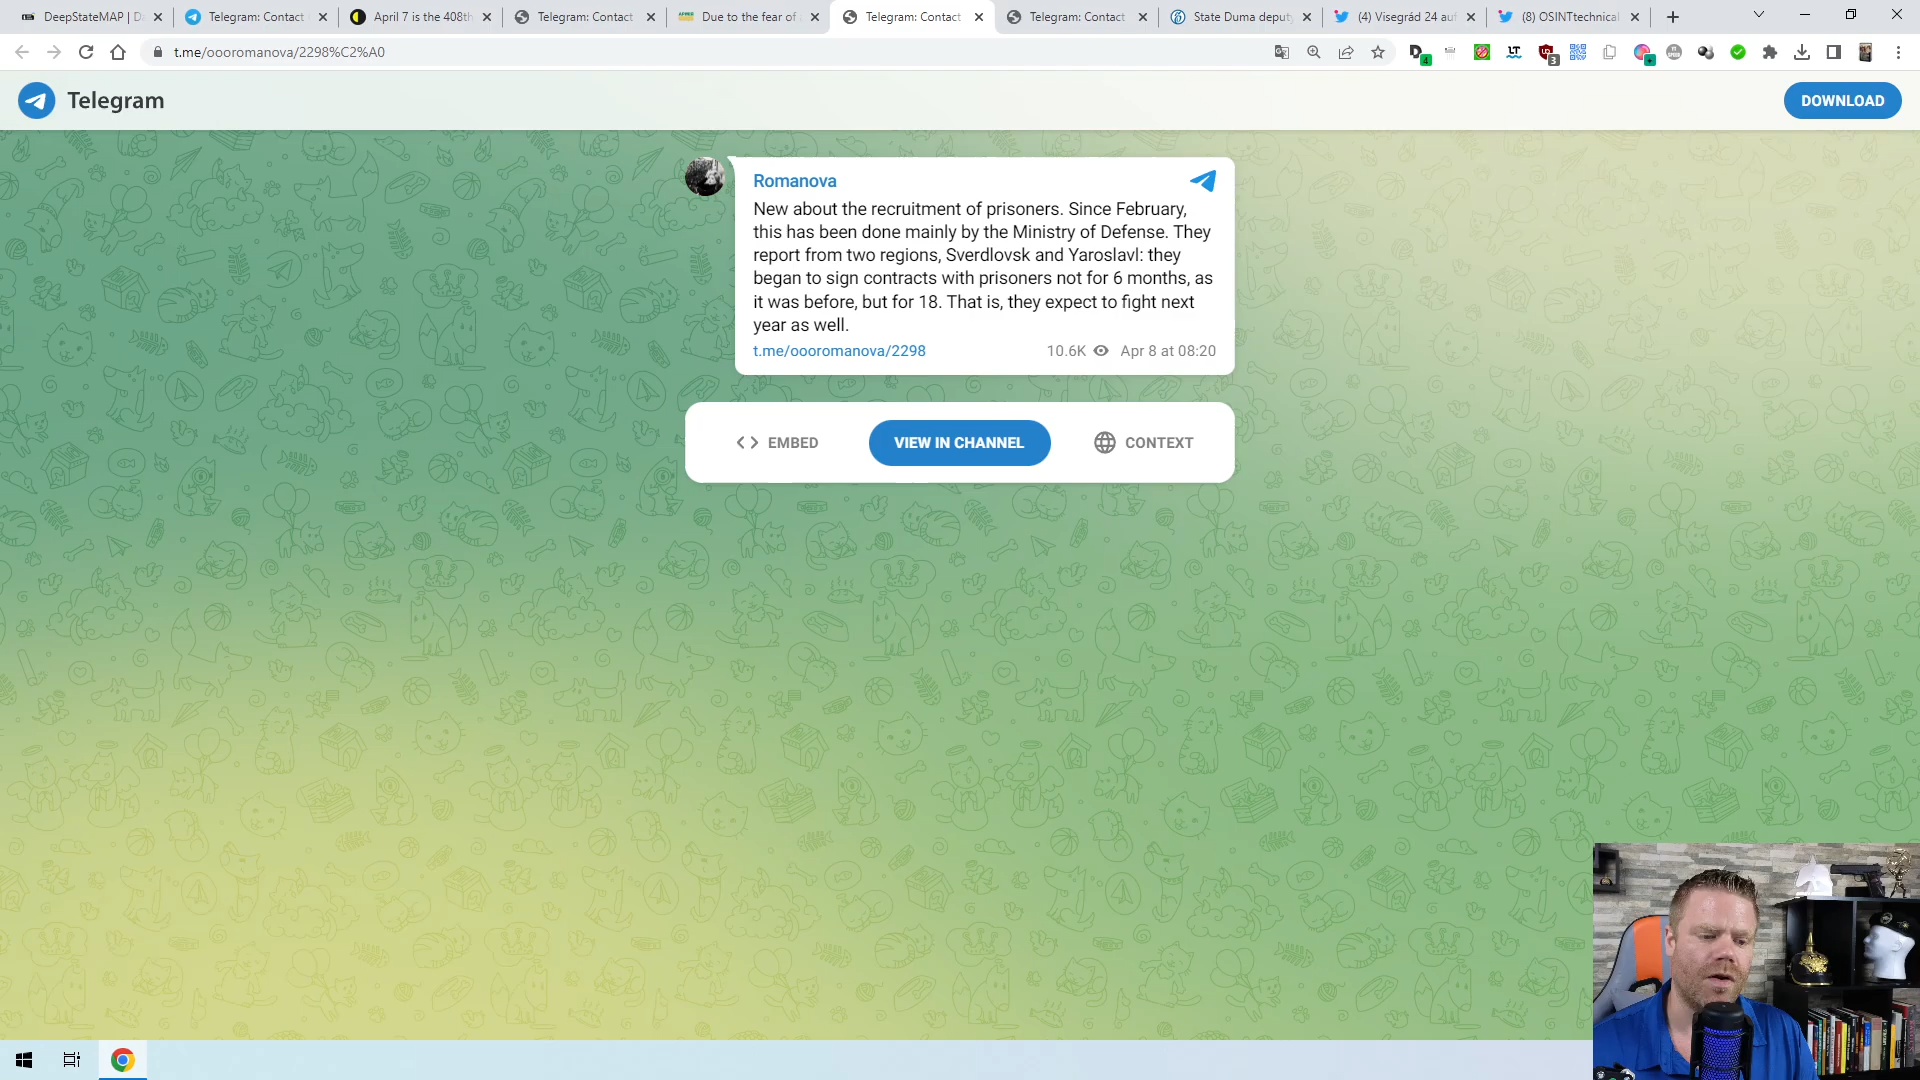 DeepStateMAP | D
Telegram: Contact
April 7 is the 408th
Telegram: Contact
Due to the fear of
Telegram: Contact
Telegram: Contact
State Duma deputy
(4) Visegrád 24 auf
(8) OSINTtechnical
t.me/oooromanova/2298%C2%A0
Telegram
DOWNLOAD
Romanova
New about the recruitment of prisoners. Since February,
this has been done mainly by the Ministry of Defense. They
report from two regions, Sverdlovsk and Yaroslavl: they
began to sign contracts with prisoners not for 6 months, as
it was before, but for 18. That is, they expect to fight next
year as well.
t.me/oooromanova/2298 10.6K Apr 8 at 08:20
EMBED
VIEW IN CHANNEL
CONTEXT